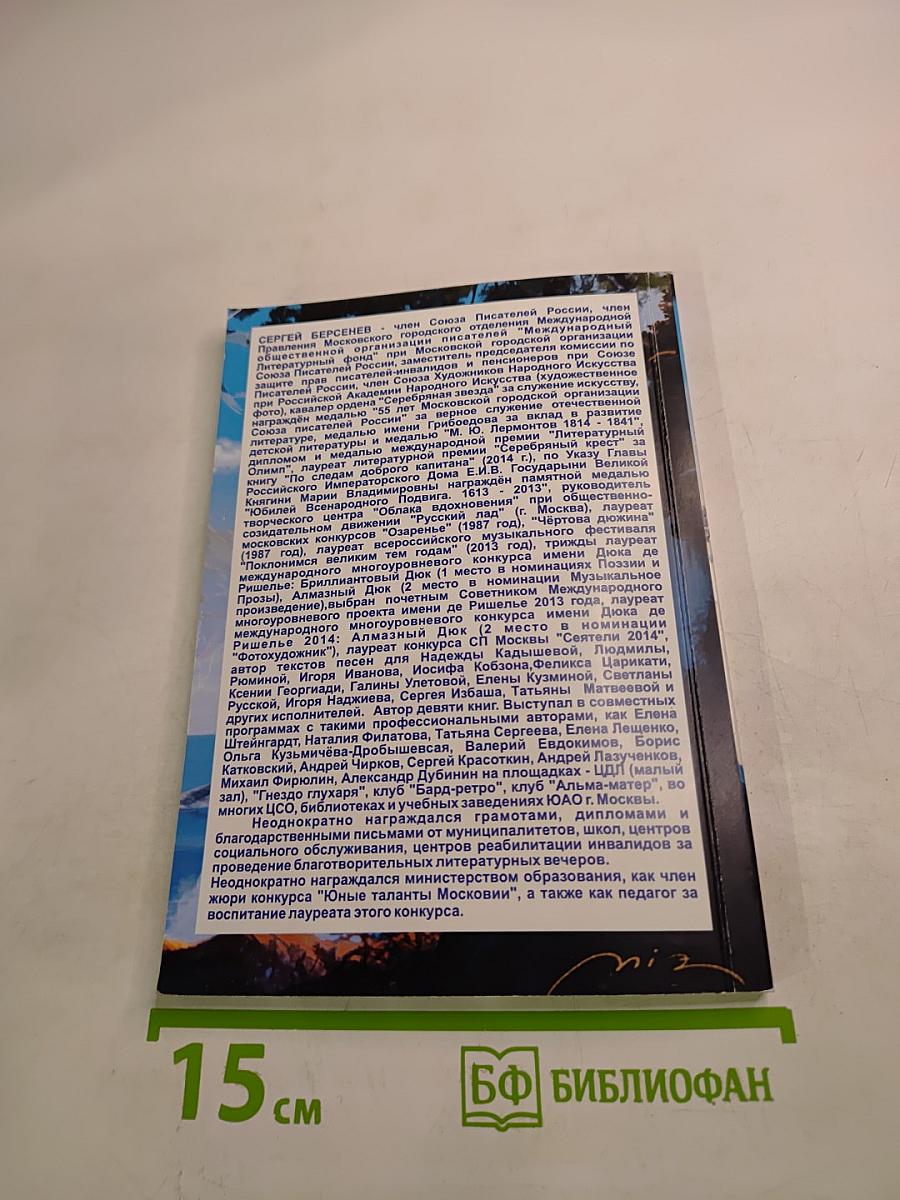 СЕРГЕЙ БЕРСЕНЕВ - член Союза Писателей России, член
Правления Московского городского отделения Международной
общественной организации писателей "Международный
Литературный фонд" при Московской городской организации
Союза Писателей России, заместитель председателя комиссии по
защите прав писателей-инвалидов и пенсионеров при Союзе
Писателей России, член Союза Художников Народного Искусства
при Российской Академии Народного Искусства (художественное
фото), кавалер ордена "Серебряная звезда" за служение искусству,
награждён медалью "55 лет Московской городской организации
Союза писателей России" за верное служение отечественной
литературе, медалью имени Грибоедова за вклад в развитие
детской литературы и медалью "М. Ю. Лермонтов 1814 - 1841",
дипломом и медалью международной премии "Литературный
Олимп", лауреат литературной премии "Серебряный крест" за
книгу "По следам доброго капитана" (2014 г.), по Указу Главы
Российского Императорского Дома Е.И.В. Государыни Великой
Княгини Марии Владимировны награждён памятной медалью
"Юбилей Всенародного Подвига. 1613 - 2013", руководитель
творческого центра "Облака вдохновения" при общественно-
созидательном движении "Русский лад" (г. Москва), лауреат
московских конкурсов "Озаренье" (1987 год), "Чёртова дюжина"
(1987 год), лауреат всероссийского музыкального фестиваля
"Поклонимся великим тем годам" (2013 год), трижды лауреат
международного многоуровневого конкурса имени Дюка де
Ришелье: Бриллиантовый Дюк (1 место в номинациях Поэзии и
Прозы), Алмазный Дюк (2 место в номинации Музыкальное
произведение),выбран почетным Советником Международного
многоуровневого проекта имени де Ришелье 2013 года, лауреат
международного многоуровневого конкурса имени Дюка де
Ришелье 2014: Алмазный Дюк (2 место в номинации
"Фотохудожник"), лауреат конкурса СП Москвы "Сеятели 2014",
автор текстов песен для Надежды Кадышевой, Людмилы,
Рюминой, Игоря Иванова, Иосифа Кобзона,Феликса Царикати,
Ксении Георгиади, Галины Улетовой, Елены Кузминой, Светланы
Русской, Игоря Наджиева, Сергея Избаша, Татьяны Матвеевой и
других исполнителей. Автор девяти книг. Выступал в совместных
программах с такими профессиональными авторами, как Елена
Штейнгардт, Наталия Филатова, Татьяна Сергеева, Елена Лещенко,
Ольга Кузьмичёва-Дробышевская, Валерий Евдокимов, Борис
Катковский, Андрей Чирков, Сергей Красоткин, Андрей Лазученков,
Михаил Фирюлин, Александр Дубинин на площадках - ЦДЛ (малый
зал), "Гнездо глухаря", клуб "Бард-ретро", клуб "Альма-матер", во
многих ЦСО, библиотеках и учебных заведениях ЮАО г. Москвы.
Неоднократно награждался грамотами, дипломами и
благодарственными письмами от муниципалитетов, школ, центров
социального обслуживания, центров реабилитации инвалидов за
проведение благотворительных литературных вечеров.
Неоднократно награждался министерством образования, как член
жюри конкурса "Юные таланты Московии", а также как педагог за
воспитание лауреата этого конкурса.
15 см
БФ БИБЛИОФАН